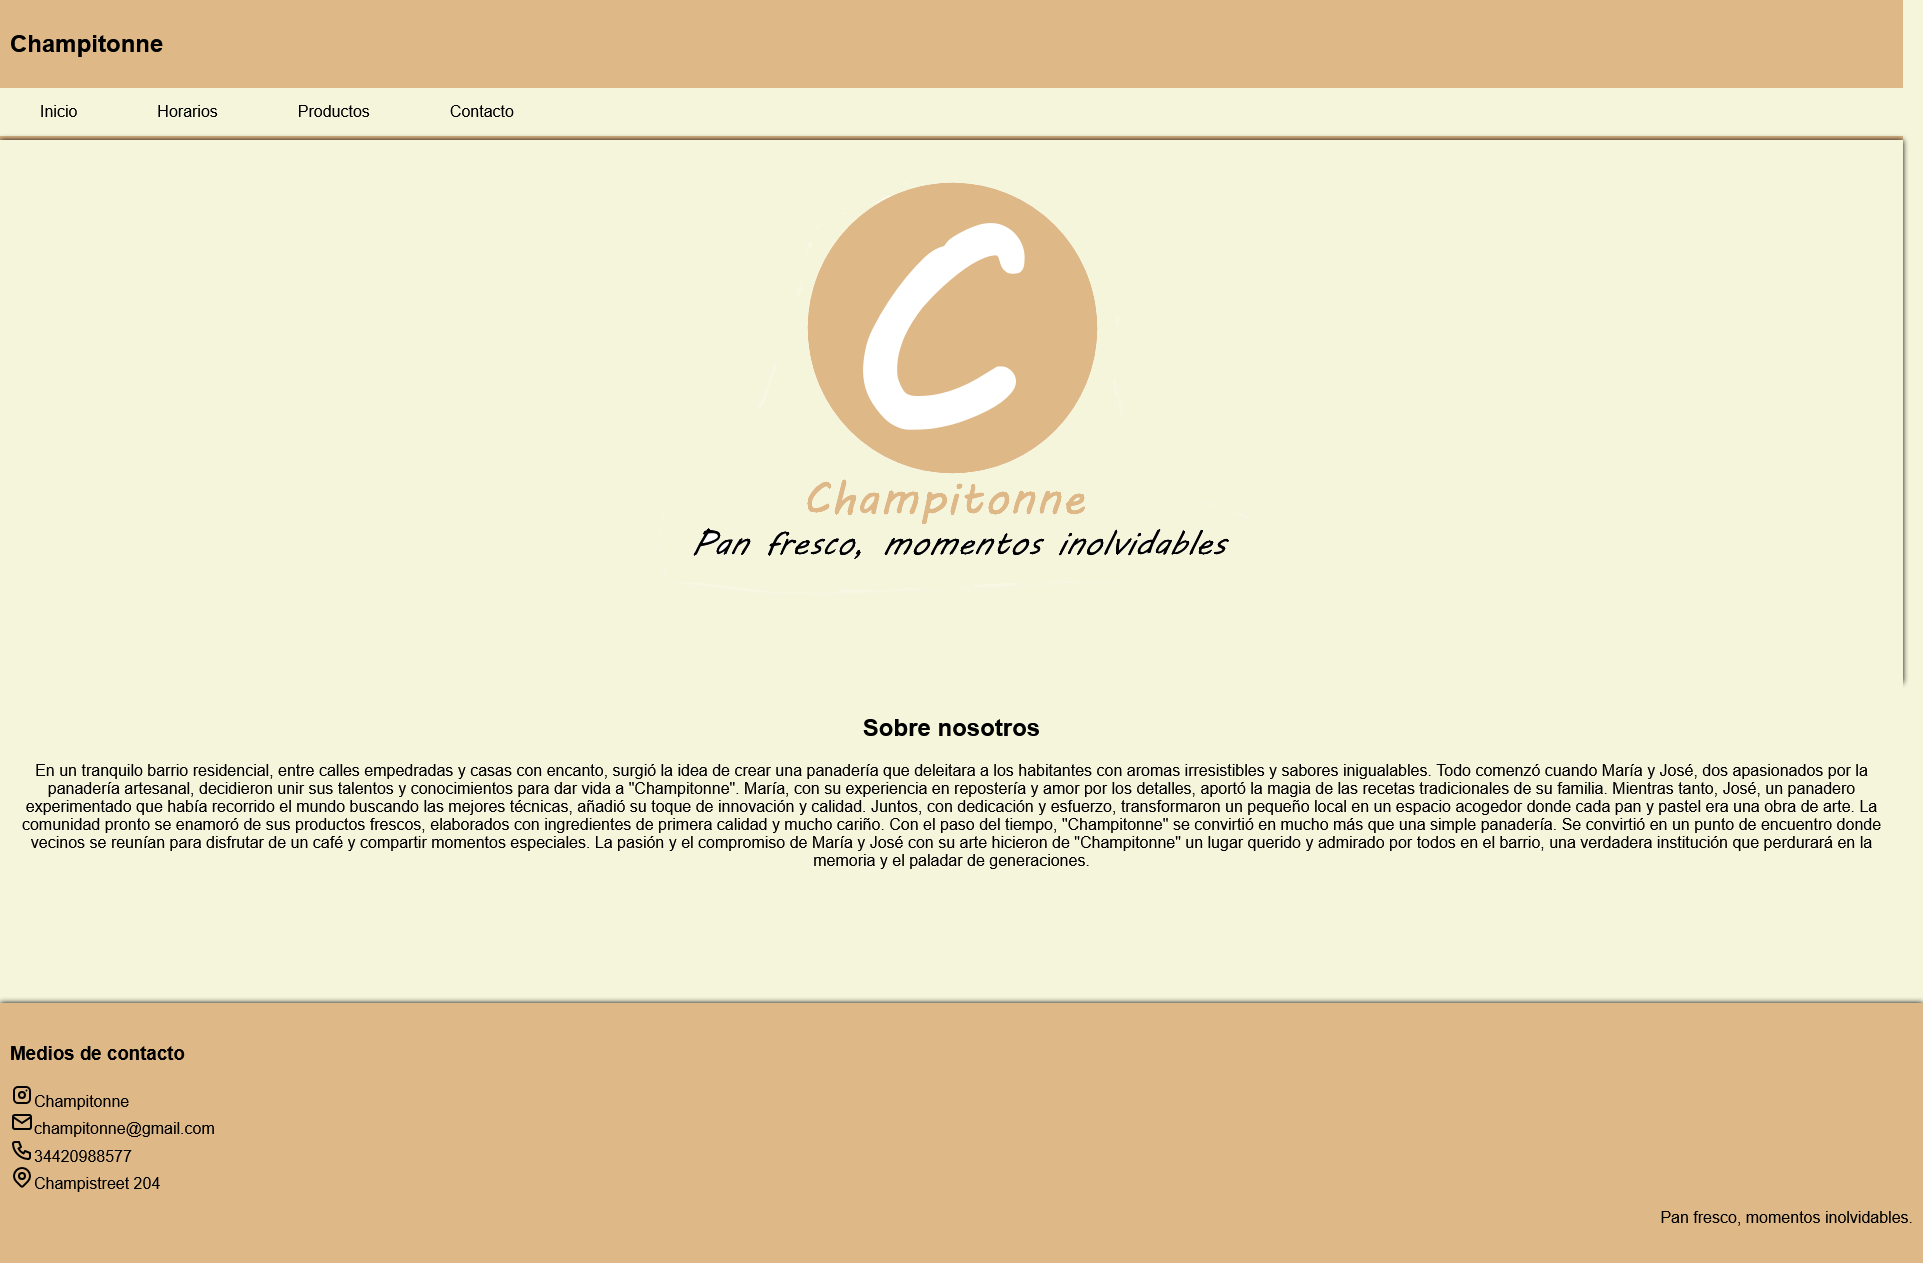 Champitonne
Inicio Horarios Productos Contacto
C
Champitonne
Pan fresco, momentos inolvidables
Sobre nosotros
En un tranquilo barrio residencial, entre calles empedradas y casas con encanto, surgió la idea de crear una panadería que deleitara a los habitantes con aromas irresistibles y sabores inigualables. Todo comenzó cuando María y José, dos apasionados por la
panadería artesanal, decidieron unir sus talentos y conocimientos para dar vida a "Champitonne". María, con su experiencia en repostería y amor por los detalles, aportó la magia de las recetas tradicionales de su familia. Mientras tanto, José, un panadero
experimentado que había recorrido el mundo buscando las mejores técnicas, añadió su toque de innovación y calidad. Juntos, con dedicación y esfuerzo, transformaron un pequeño local en un espacio acogedor donde cada pan y pastel era una obra de arte. La
comunidad pronto se enamoró de sus productos frescos, elaborados con ingredientes de primera calidad y mucho cariño. Con el paso del tiempo, "Champitonne" se convirtió en mucho más que una simple panadería. Se convirtió en un punto de encuentro donde
vecinos se reunían para disfrutar de un café y compartir momentos especiales. La pasión y el compromiso de María y José con su arte hicieron de "Champitonne" un lugar querido y admirado por todos en el barrio, una verdadera institución que perdurará en la
memoria y el paladar de generaciones.
Medios de contacto
Champitonne
champitonne@gmail.com
34420988577
Champistreet 204
Pan fresco, momentos inolvidables.